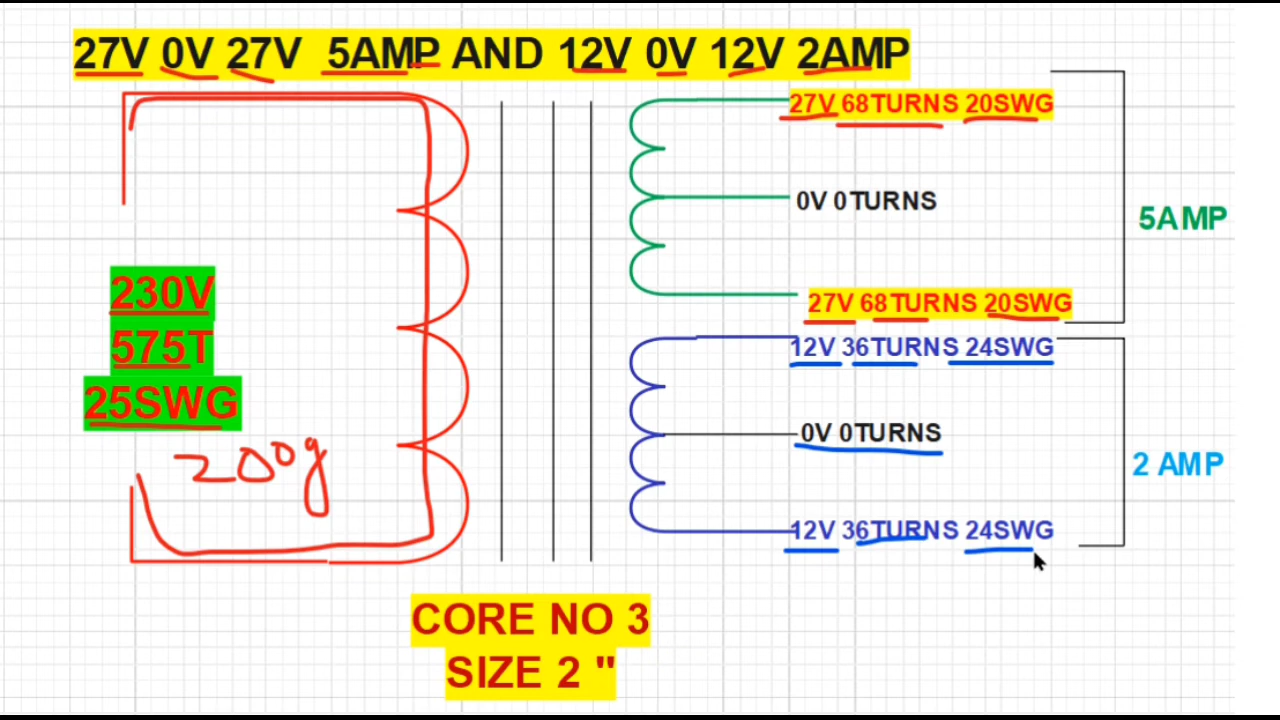 27V 0V 27V 5AMP AND 12V 0V 12V 2AMP
27V 68TURNS 20SWG
0V 0TURNS
5AMP
230V
27V 68TURNS 20SWG
575T
12V 36TURNS 24SWG
25SWG
0V 0TURNS
200g
2 AMP
12V 36TURNS 24SWG
CORE NO 3
SIZE 2 "